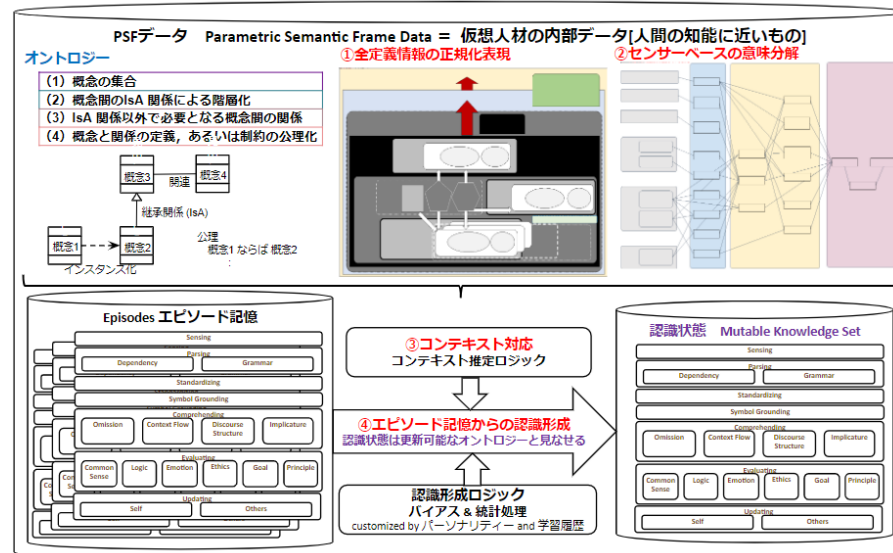 PSFデータ Parametric Semantic Frame Data = 仮想人材の内部データ[人間の知能に近いもの]
オントロジー
（1）概念の集合
（2）概念間のIsA 関係による階層化
（3）IsA 関係以外で必要となる概念間の関係
（4）概念と関係の定義，あるいは制約の公理化
概念3
概念4
関連
継承関係 (IsA)
概念1
概念2
インスタンス化
公理
概念1 ならば 概念2
:
①全定義情報の正規化表現
②センサーベースの意味分解
Episodes エピソード記憶
Sensing
Parsing
Dependency
Grammar
Standardizing
Symbol Grounding
Comprehending
Omission
Context Flow
Discourse
Structure
Implicature
Evaluating
Common
Sense
Logic
Emotion
Ethics
Goal
Principle
Updating
Self
Others
③コンテキスト対応
コンテキスト推定ロジック
④エピソード記憶からの認識形成
認識状態は更新可能なオントロジーと見なせる
認識形成ロジック
バイアス & 統計処理
customized by パーソナリティー and 学習履歴
認識状態 Mutable Knowledge Set
Sensing
Parsing
Dependency
Grammar
Standardizing
Symbol Grounding
Comprehending
Omission
Context Flow
Discourse
Structure
Implicature
Evaluating
Common
Sense
Logic
Emotion
Ethics
Goal
Principle
Updating
Self
Others